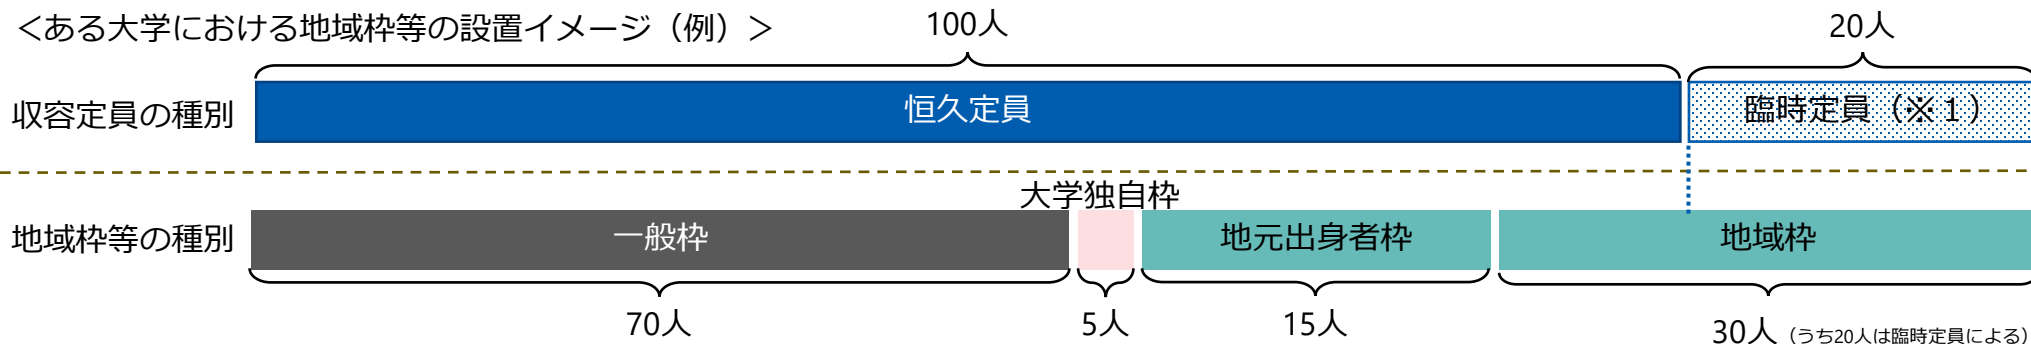 ＜ある大学における地域枠等の設置イメージ（例）＞
100人
20人
収容定員の種別
恒久定員
臨時定員（※１）
大学独自枠
地域枠等の種別
一般枠
地元出身者枠
地域枠
70人
5人
15人
30人（うち20人は臨時定員による）